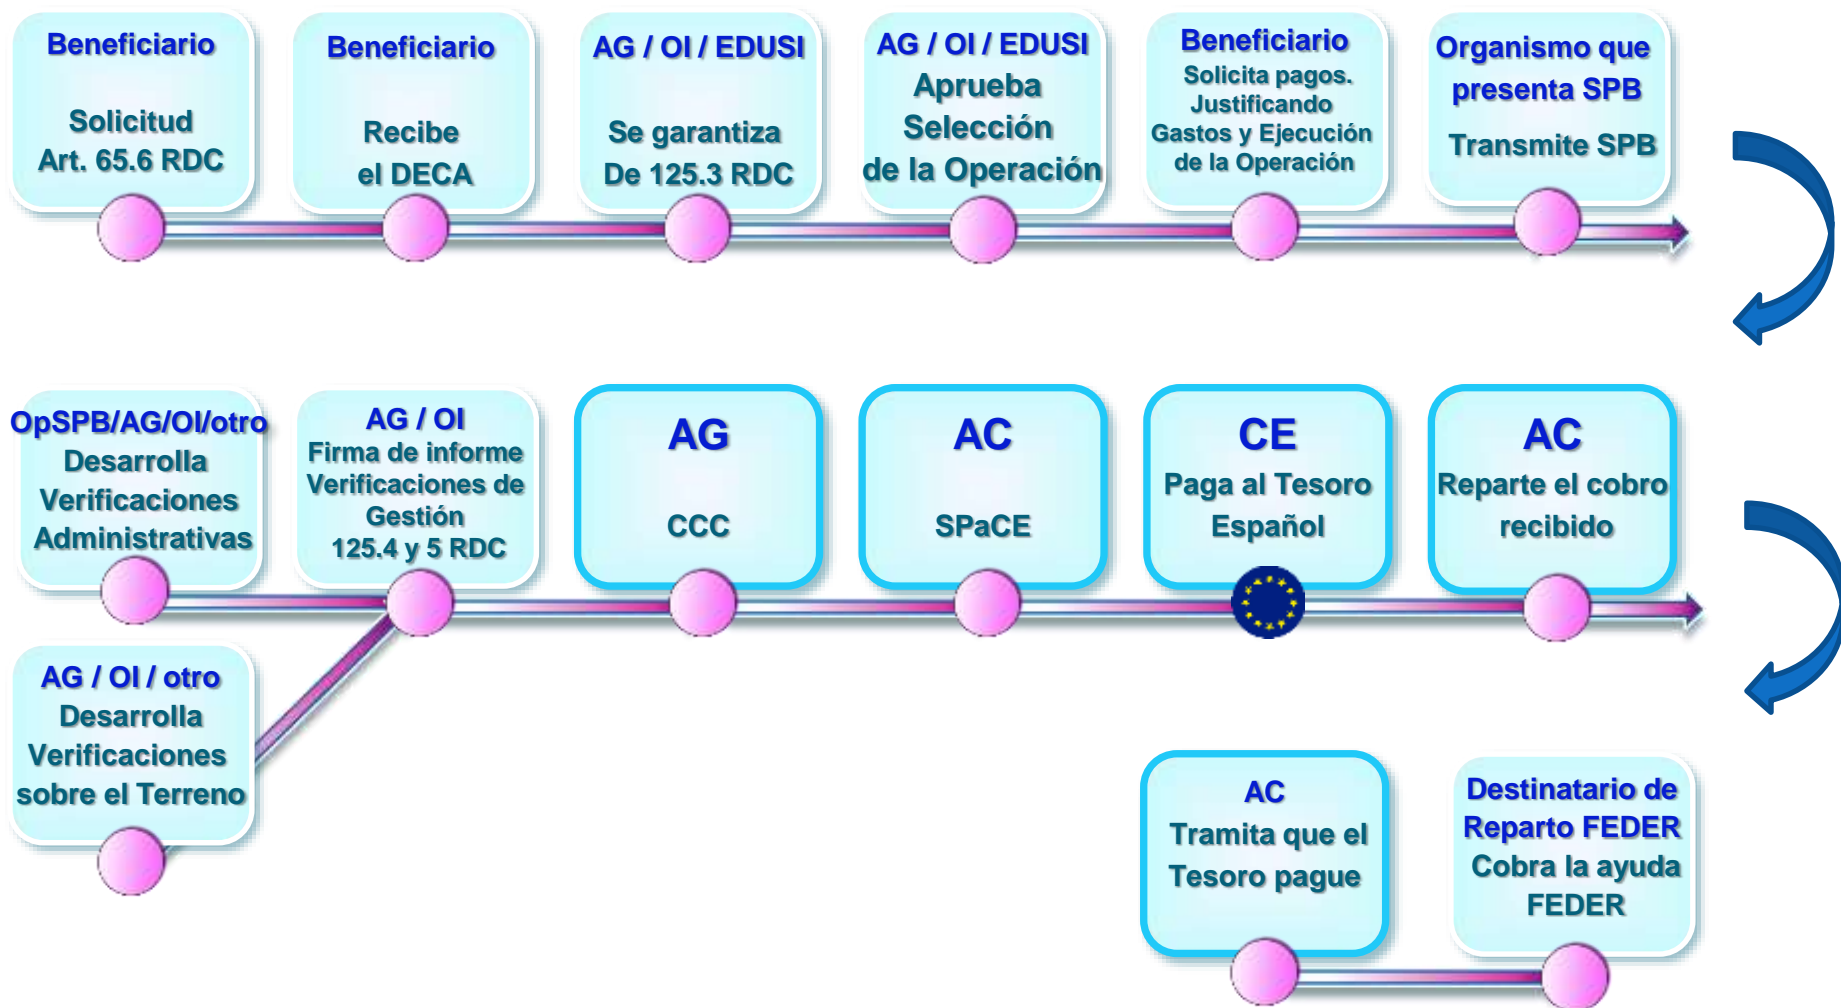 Beneficiario
Solicitud
Art. 65.6 RDC
Beneficiario
Recibe
el DECA
AG / OI / EDUSI
Se garantiza
De 125.3 RDC
AG / OI / EDUSI
Aprueba
Selección
de la Operación
Beneficiario
Solicita pagos.
Justificando
Gastos y Ejecución
de la Operación
Organismo que
presenta SPB
Transmite SPB
OpSPB/AG/OI/otro
Desarrolla
Verificaciones
Administrativas
AG / OI
Firma de informe
Verificaciones de
Gestión
125.4 y 5 RDC
AG
CCC
AC
SPaCE
CE
Paga al Tesoro
Español
AC
Reparte el cobro
recibido
AG / OI / otro
Desarrolla
Verificaciones
sobre el Terreno
AC
Tramita que el
Tesoro pague
Destinatario de
Reparto FEDER
Cobra la ayuda
FEDER